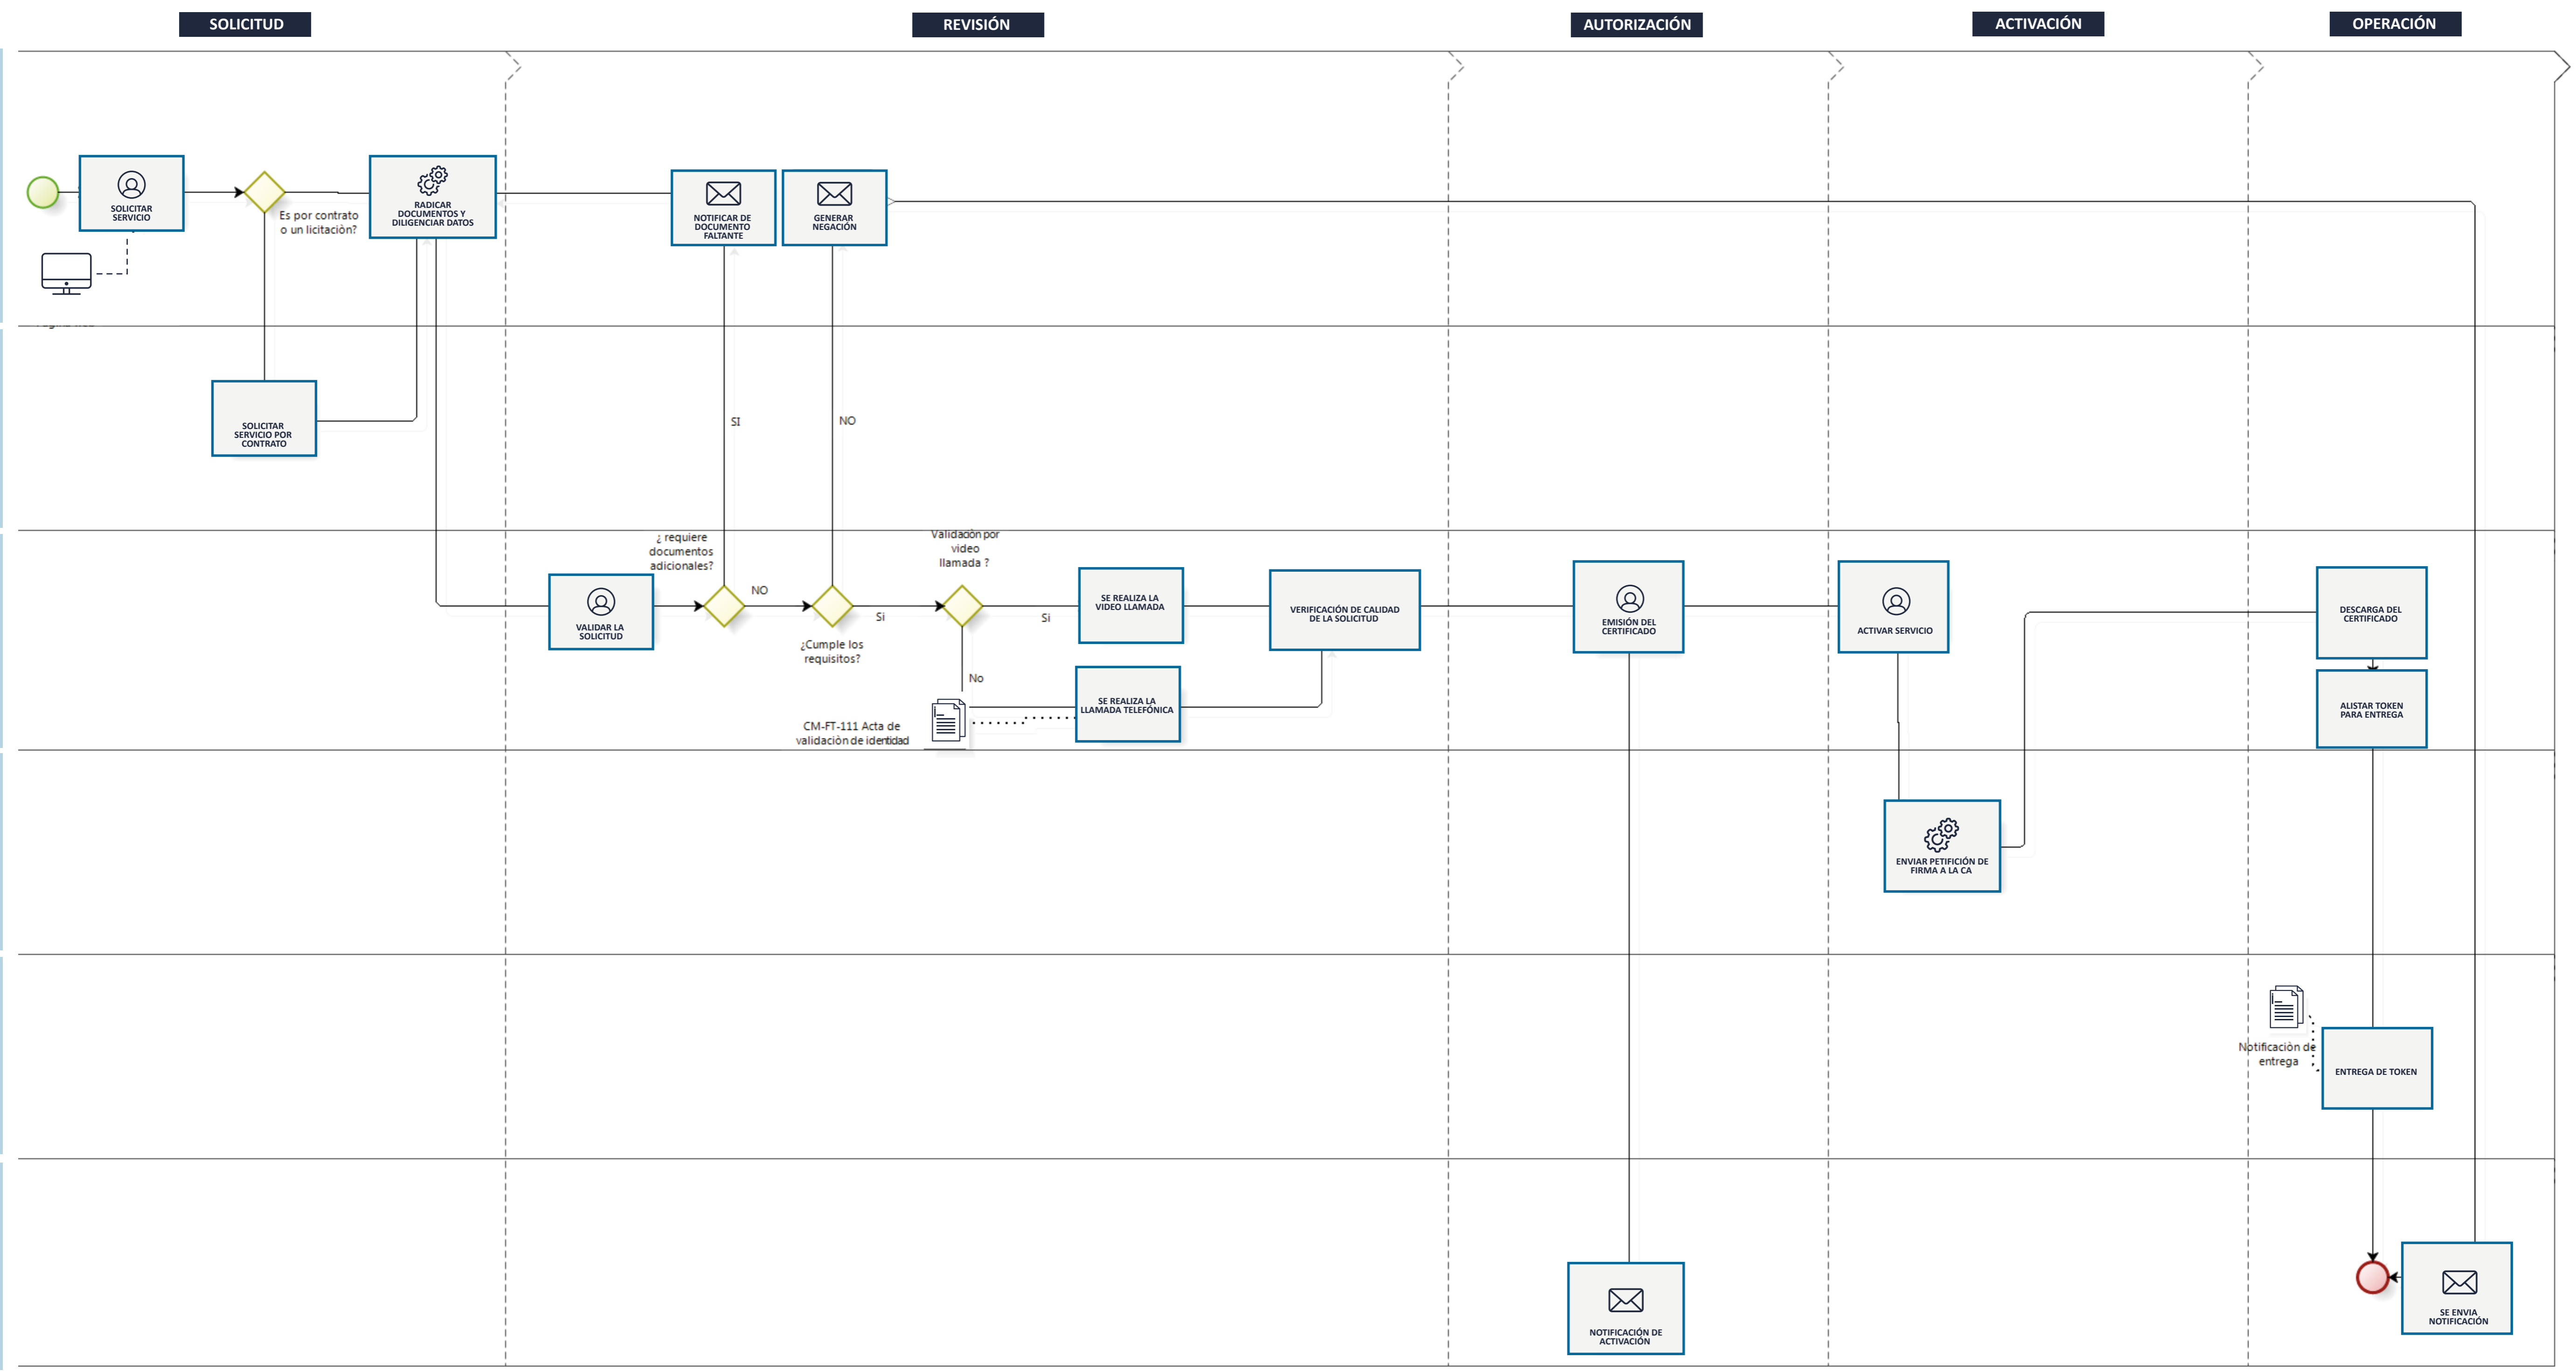 SOLICITUD
REVISIÓN
AUTORIZACIÓN
ACTIVACIÓN
OPERACIÓN
SOLICITAR
SERVICIO
Es por contrato
o un licitaciòn?
RADICAR
DOCUMENTOS Y
DILIGENCIAR DATOS
NOTIFICAR DE
DOCUMENTO
FALTANTE
GENERAR
NEGACIÓN
SOLICITAR
SERVICIO POR
CONTRATO
SI
NO
¿ requiere
documentos
adicionales?
Validaciòn por
video
llamada ?
VALIDAR LA
SOLICITUD
NO
¿Cumple los
requisitos?
Si
Si
No
SE REALIZA LA
VIDEO LLAMADA
VERIFICACIÓN DE CALIDAD
DE LA SOLICITUD
CM-FT-111 Acta de
validaciòn de identidad
SE REALIZA LA
LLAMADA TELEFÓNICA
EMISIÓN DEL
CERTIFICADO
ACTIVAR SERVICIO
DESCARGA DEL
CERTIFICADO
ALISTAR TOKEN
PARA ENTREGA
ENVIAR PETIFICIÓN DE
FIRMA A LA CA
Notificaciòn de
entrega
ENTREGA DE TOKEN
NOTIFICACIÓN DE
ACTIVACIÓN
SE ENVIA
NOTIFICACIÓN